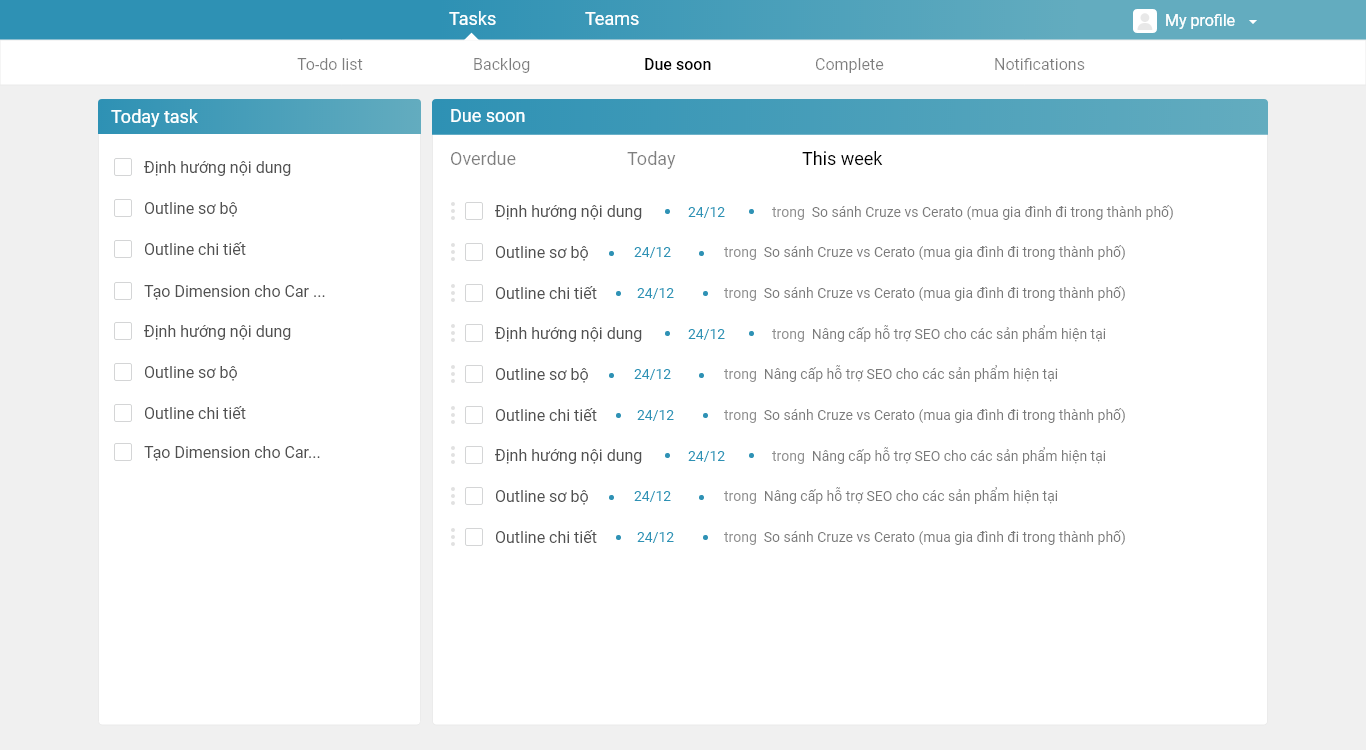 Tasks Teams My profile
To-do list Backlog Due soon Complete Notifications
Today task
Định hướng nội dung
Outline sơ bộ
Outline chi tiết
Tạo Dimension cho Car ...
Định hướng nội dung
Outline sơ bộ
Outline chi tiết
Tạo Dimension cho Car...
Due soon
Overdue Today This week
Định hướng nội dung • 24/12 • trong So sánh Cruze vs Cerato (mua gia đình đi trong thành phố)
Outline sơ bộ • 24/12 • trong So sánh Cruze vs Cerato (mua gia đình đi trong thành phố)
Outline chi tiết • 24/12 • trong So sánh Cruze vs Cerato (mua gia đình đi trong thành phố)
Định hướng nội dung • 24/12 • trong Nâng cấp hỗ trợ SEO cho các sản phẩm hiện tại
Outline sơ bộ • 24/12 • trong Nâng cấp hỗ trợ SEO cho các sản phẩm hiện tại
Outline chi tiết • 24/12 • trong So sánh Cruze vs Cerato (mua gia đình đi trong thành phố)
Định hướng nội dung • 24/12 • trong Nâng cấp hỗ trợ SEO cho các sản phẩm hiện tại
Outline sơ bộ • 24/12 • trong Nâng cấp hỗ trợ SEO cho các sản phẩm hiện tại
Outline chi tiết • 24/12 • trong So sánh Cruze vs Cerato (mua gia đình đi trong thành phố)